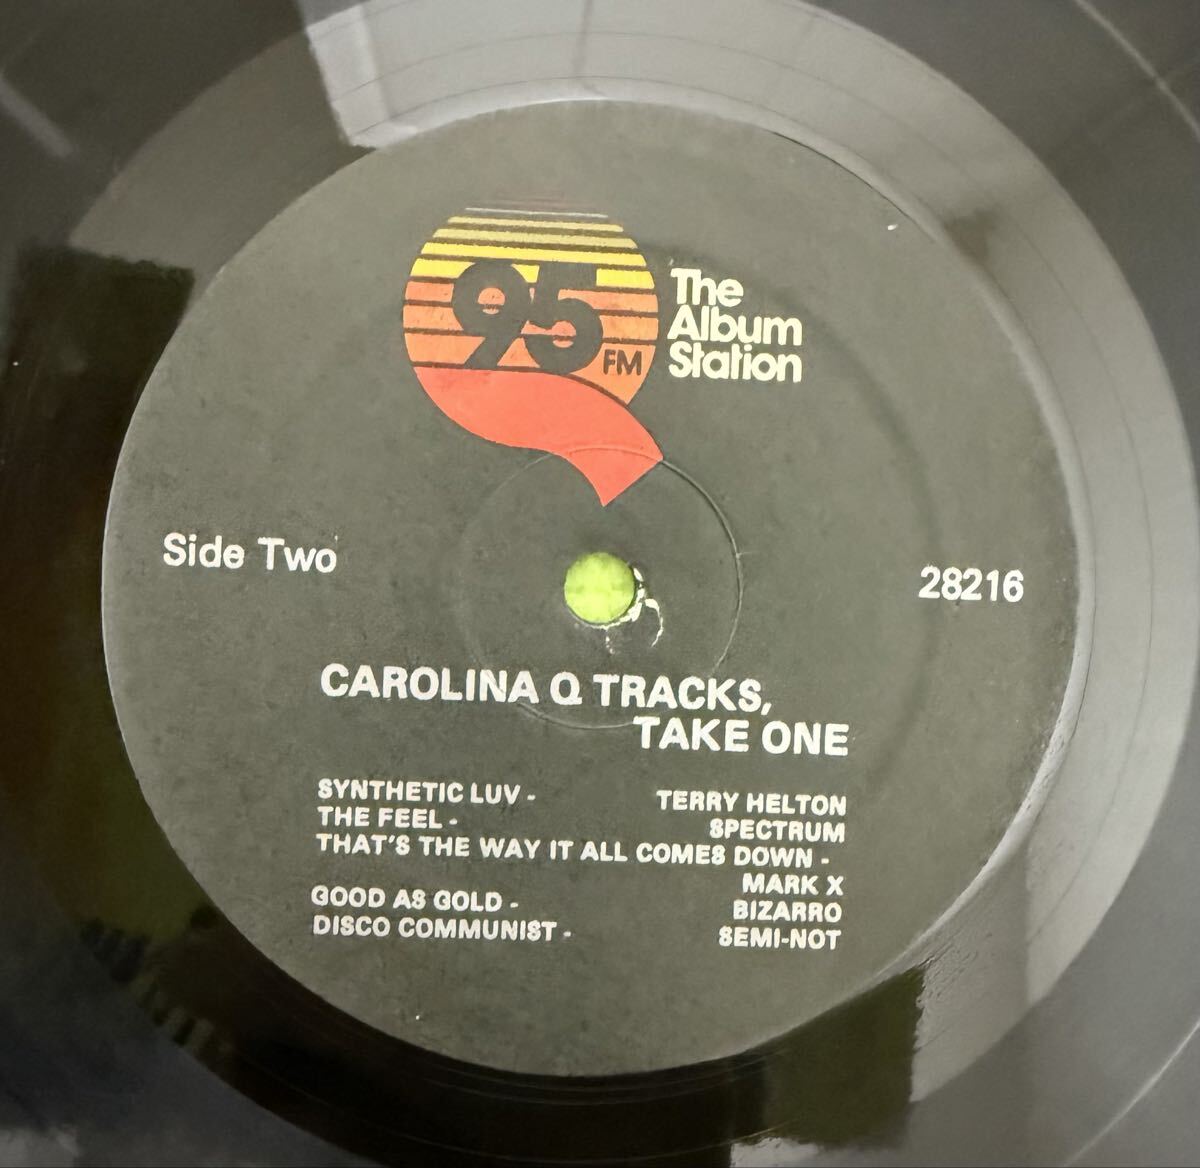 95 FM
The
Album
Station
Side Two
28216
CAROLINA Q TRACKS,
TAKE ONE
SYNTHETIC LUV - TERRY HELTON
THE FEEL - SPECTRUM
THAT'S THE WAY IT ALL COMES DOWN -
MARK X
GOOD AS GOLD - BIZARRO
DISCO COMMUNIST - SEMI-NOT